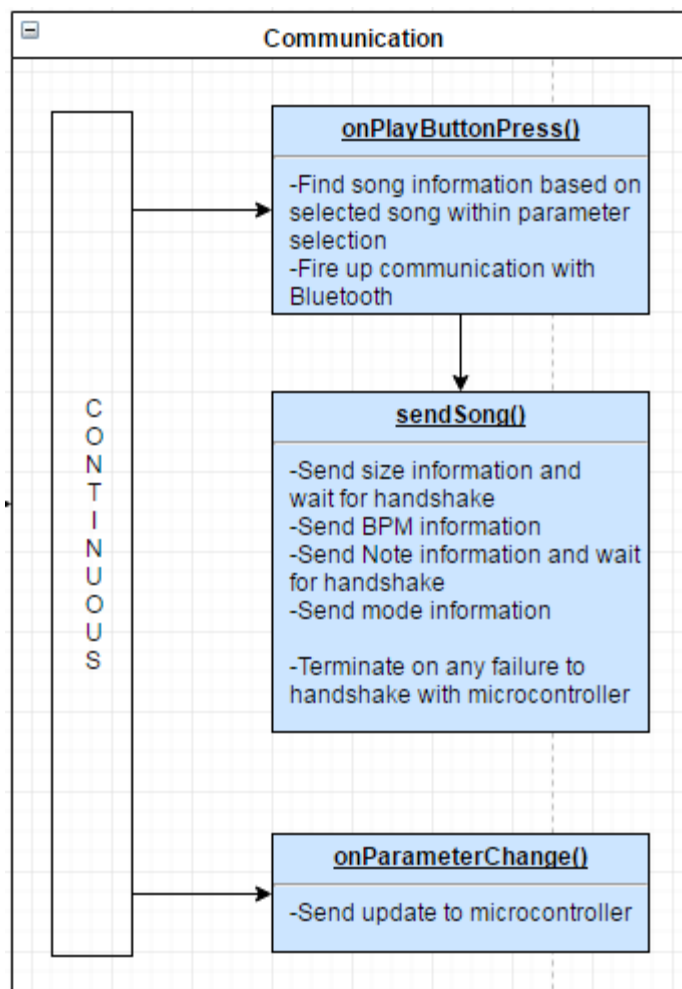 Communication
onPlayButtonPress()
-Find song information based on
selected song within parameter
selection
-Fire up communication with
Bluetooth
CONTINUOUS
sendSong()
-Send size information and
wait for handshake
-Send BPM information
-Send Note information and wait
for handshake
-Send mode information
-Terminate on any failure to
handshake with microcontroller
onParameterChange()
-Send update to microcontroller